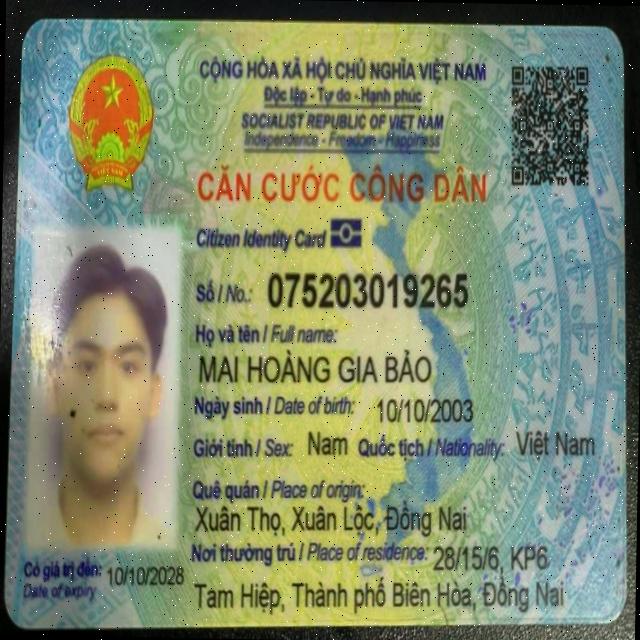 CỘNG HÒA XÃ HỘI CHỦ NGHĨA VIỆT NAM
Độc lập - Tự do - Hạnh phúc
SOCIALIST REPUBLIC OF VIET NAM
Independence - Freedom - Happiness
CĂN CƯỚC CÔNG DÂN
Citizen Identity Card
Số / No.: 075203019265
Họ và tên / Full name:
MAI HOÀNG GIA BẢO
Ngày sinh / Date of birth: 10/10/2003
Giới tính / Sex: Nam Quốc tịch / Nationality: Việt Nam
Quê quán / Place of origin:
Xuân Thọ, Xuân Lộc, Đồng Nai
Nơi thường trú / Place of residence: 28/15/6, KP6
Tam Hiệp, Thành phố Biên Hòa, Đồng Nai
Có giá trị đến: 10/10/2028
Date of expiry